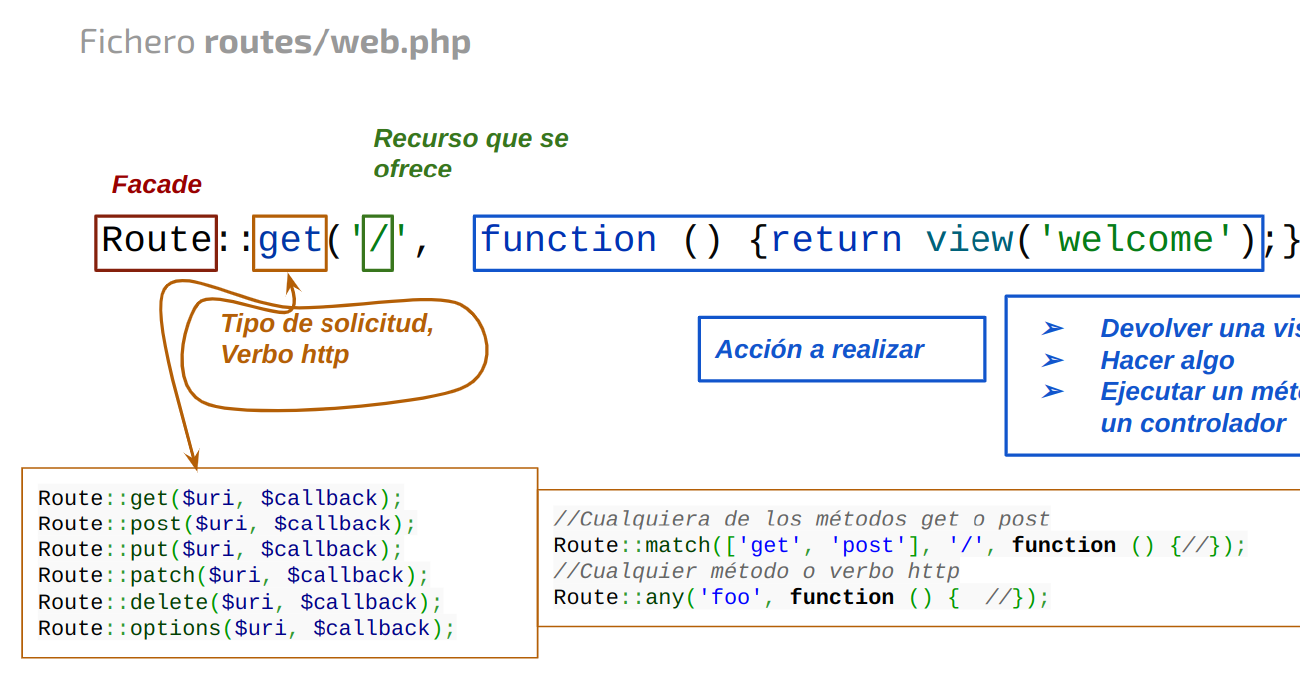 Fichero routes/web.php
Recurso que se
ofrece
Facade
Route::get('/', function () {return view('welcome');}
Tipo de solicitud,
Verbo http
Acción a realizar
➢ Devolver una
➢ Hacer algo
➢ Ejecutar un
un controlador
Route::get($uri, $callback);
Route::post($uri, $callback);
Route::put($uri, $callback);
Route::patch($uri, $callback);
Route::delete($uri, $callback);
Route::options($uri, $callback);
//Cualquiera de los métodos get o post
Route::match(['get', 'post'], '/', function () {//});
//Cualquier método o verbo http
Route::any('foo', function () {  //});